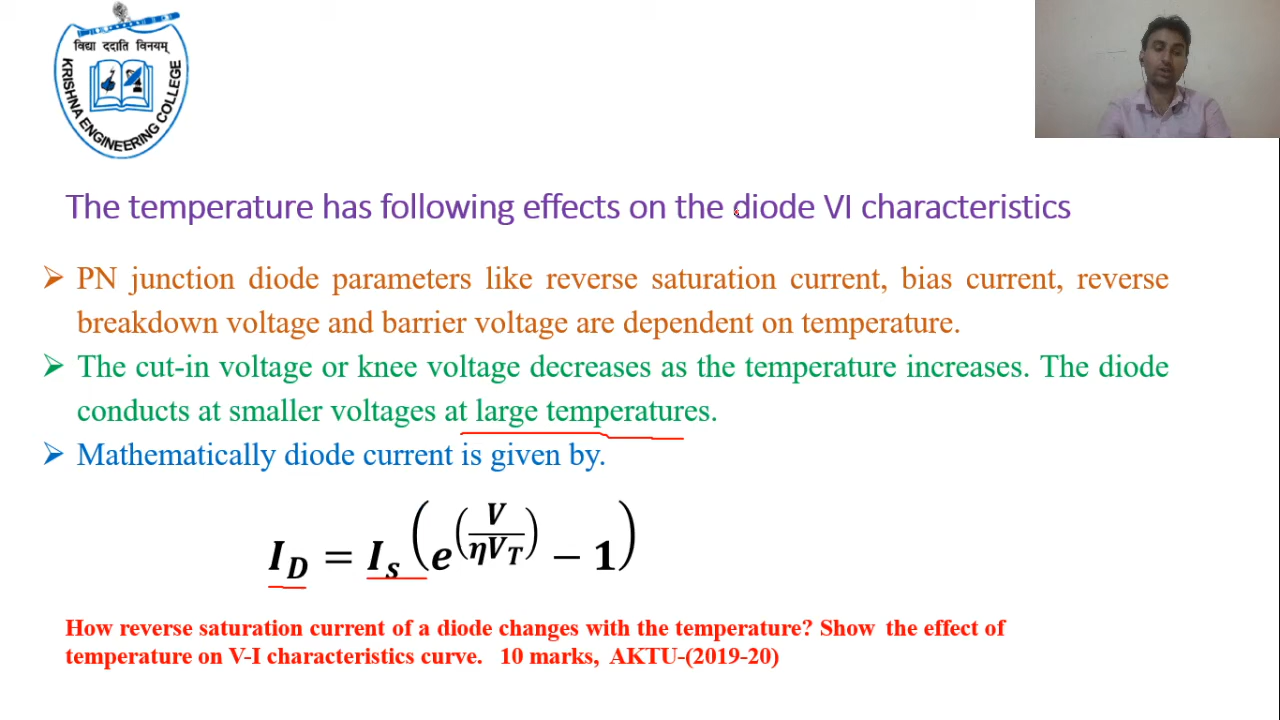 विद्या ददाति विनयम्
KRISHNA ENGINEERING COLLEGE
The temperature has following effects on the diode VI characteristics
➢ PN junction diode parameters like reverse saturation current, bias current, reverse
breakdown voltage and barrier voltage are dependent on temperature.
➢ The cut-in voltage or knee voltage decreases as the temperature increases. The diode
conducts at smaller voltages at large temperatures.
➢ Mathematically diode current is given by.
I_D = I_s (e^(V/ηV_T) − 1)
How reverse saturation current of a diode changes with the temperature? Show the effect of
temperature on V-I characteristics curve. 10 marks, AKTU-(2019-20)